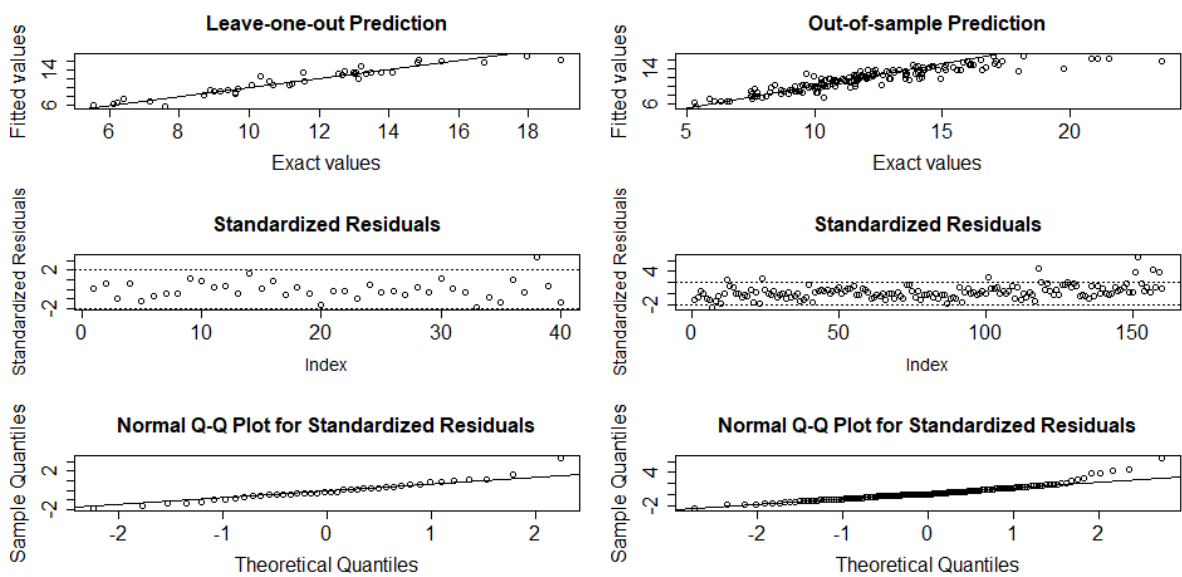 Leave-one-out Prediction
Fitted values
14
6
6 8 10 12 14 16 18
Exact values
Standardized Residuals
Standardized Residuals
2
-2
0 10 20 30 40
Index
Normal Q-Q Plot for Standardized Residuals
Sample Quantiles
2
-2
-2 -1 0 1 2
Theoretical Quantiles
Out-of-sample Prediction
Fitted values
14
6
5 10 15 20
Exact values
Standardized Residuals
Standardized Residuals
4
-2
0 50 100 150
Index
Normal Q-Q Plot for Standardized Residuals
Sample Quantiles
4
-2
-3 -2 -1 0 1 2
Theoretical Quantiles